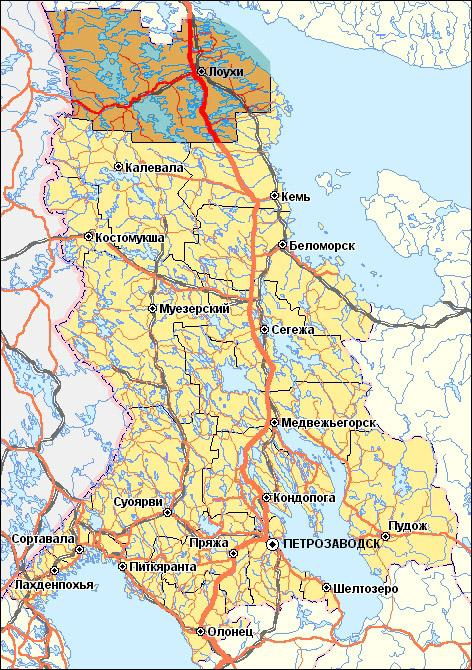 Лоухи
Калевала
Кемь
Костомукша
Беломорск
Муезерский
Сегежа
Медвежьегорск
Суоярви
Кондопога
Сортавала
Пряжа
ПЕТРОЗАВОДСК
Пудож
Питкяранта
Лахденпохья
Шелтозеро
Олонец